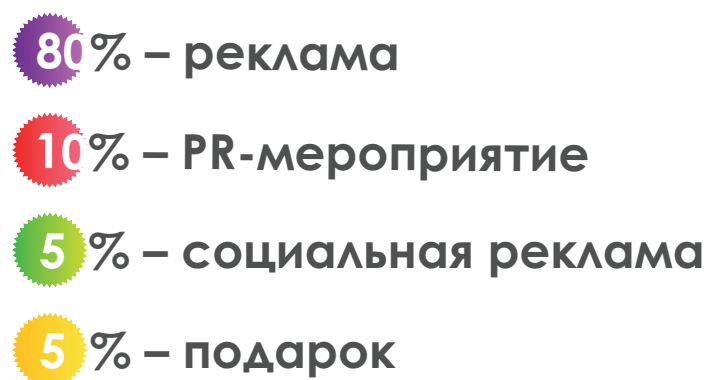 80% – реклама
10% – PR-мероприятие
5% – социальная реклама
5% – подарок